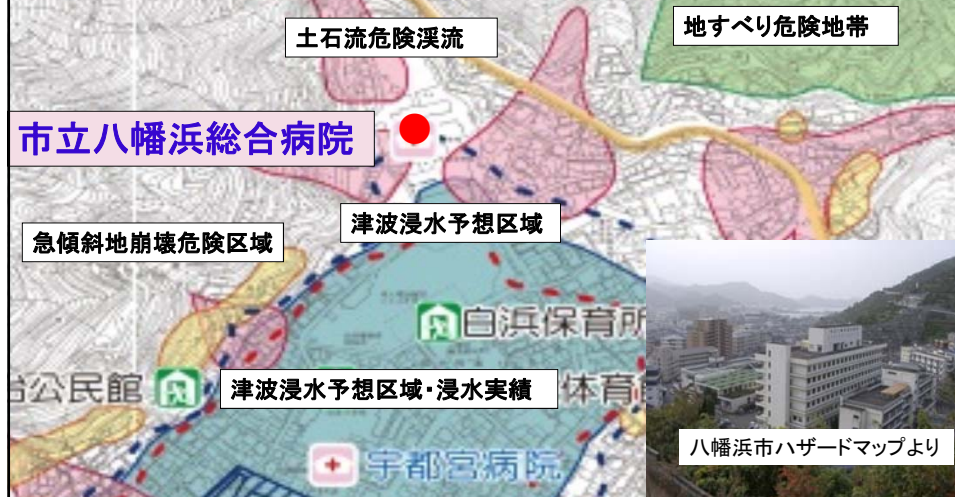 土石流危険渓流
地すべり危険地帯
市立八幡浜総合病院
津波浸水予想区域
急傾斜地崩壊危険区域
白浜保育所
公民館
津波浸水予想区域・浸水実績
体育
宇都宮病院
八幡浜市ハザードマップより